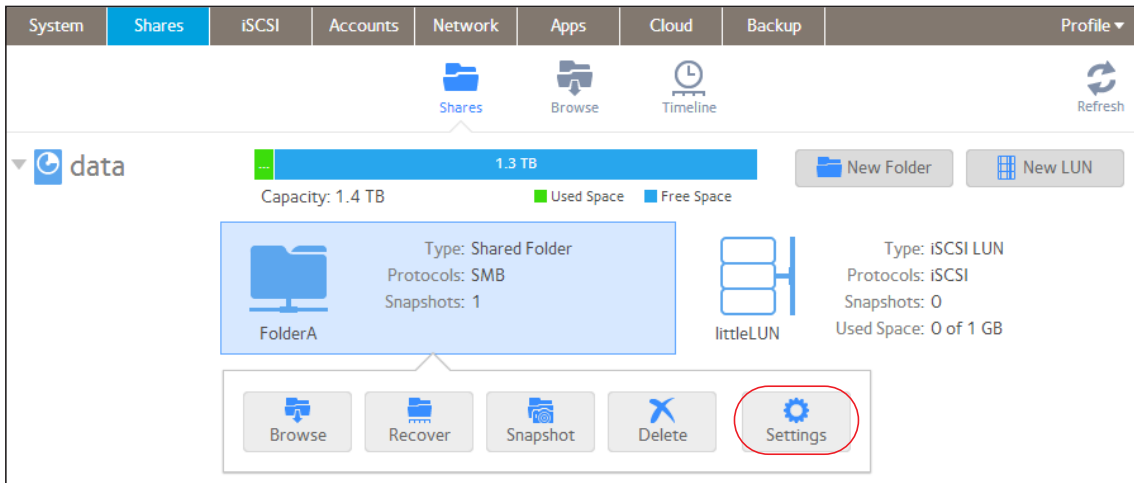 System Shares iSCSI Accounts Network Apps Cloud Backup Profile
Shares Browse Timeline Refresh
data ... 1.3 TB New Folder New LUN
Capacity: 1.4 TB Used Space Free Space
Type: Shared Folder Type: iSCSI LUN
Protocols: SMB Protocols: iSCSI
Snapshots: 1 Snapshots: 0
FolderA littleLUN Used Space: 0 of 1 GB
Browse Recover Snapshot Delete Settings